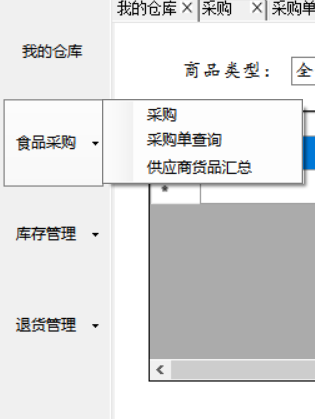 我的仓库 ✕ 采购 ✕ 采购单
我的仓库
商品类型： 全
食品采购
采购
采购单查询
供应商货品汇总
*
库存管理
退货管理